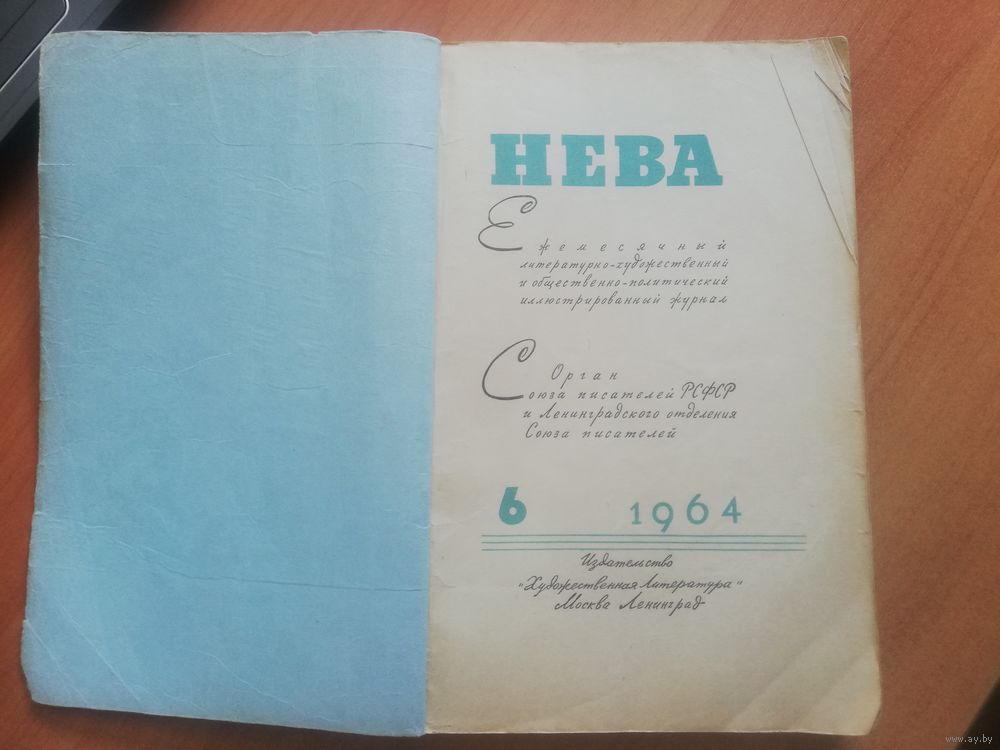 НЕВА
Ежемесячный
литературно-художественный
и общественно-политический
иллюстрированный журнал
Орган
Союза писателей РСФСР
и Ленинградского отделения
Союза писателей
6 1964
Издательство
"Художественная Литература"
Москва Ленинград
www.ay.by